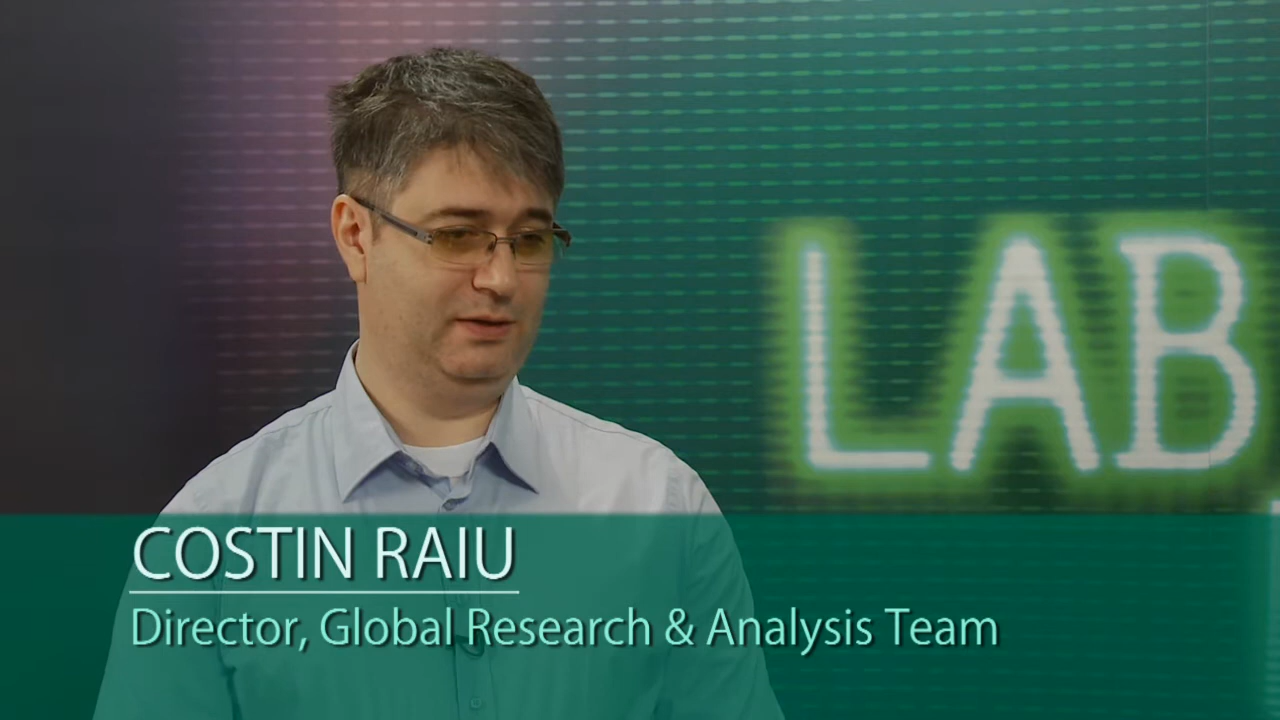 LAB
COSTIN RAIU
Director, Global Research & Analysis Team